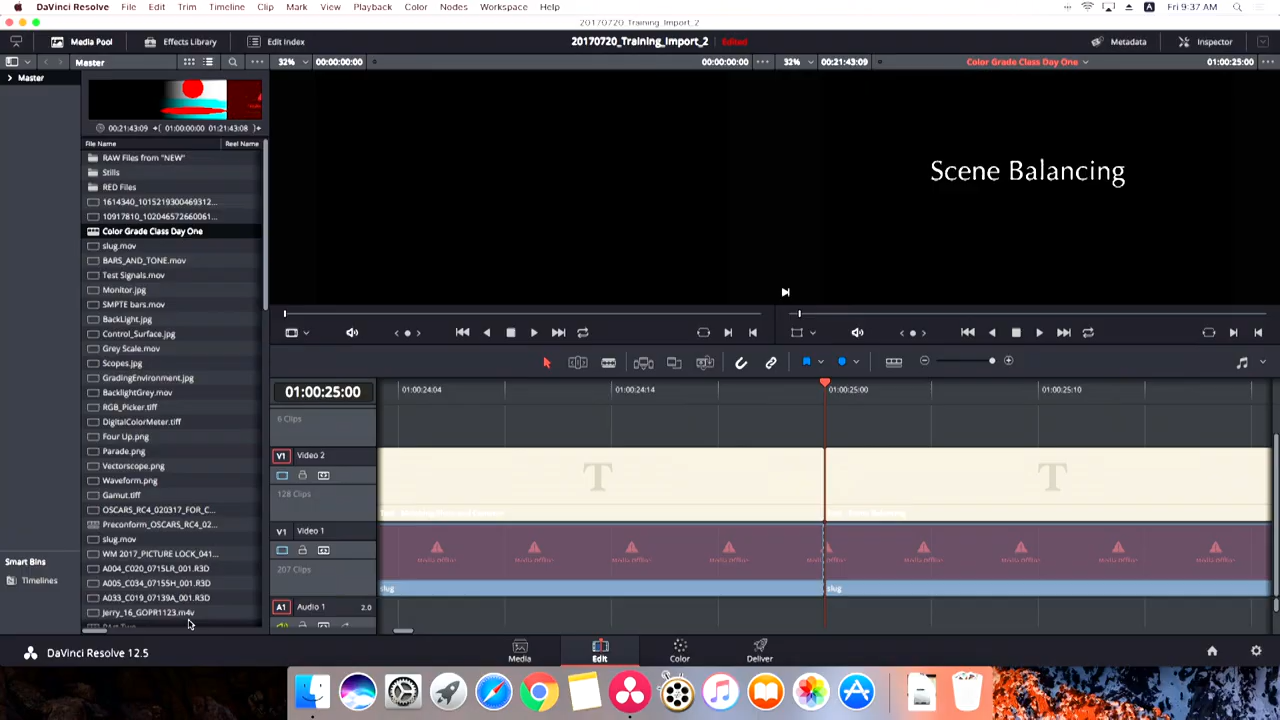 DaVinci Resolve File Edit Trim Timeline Clip Mark View Playback Color Nodes Workspace Help
A Fri 9:37 AM
20170720_Training_Import_2
Media Pool Effects Library Edit Index
20170720_Training_Import_2 Edited
Metadata Inspector
Master
32% 00:00:00:00
00:00:00:00
32% 00:21:43:09
Color Grade Class Day One
01:00:25:00
Master
00:21:43:09 01:00:00:00 01:21:43:08
File Name Reel Name
RAW Files from "NEW"
Stills
RED Files
1614340_1015219300469312...
10917810_102046572660061...
Color Grade Class Day One
slug.mov
BARS_AND_TONE.mov
Test Signals.mov
Monitor.jpg
SMPTE bars.mov
BackLight.jpg
Control_Surface.jpg
Grey Scale.mov
Scopes.jpg
GradingEnvironment.jpg
BacklightGrey.mov
RGB_Picker.tiff
DigitalColorMeter.tiff
Four Up.png
Parade.png
Vectorscope.png
Waveform.png
Gamut.tiff
OSCARS_RC4_020317_FOR_C...
Preconform_OSCARS_RC4_02...
slug.mov
WM 2017_PICTURE LOCK_041...
A004_C020_0715LR_001.R3D
A005_C034_07155H_001.R3D
A033_C019_07139A_001.R3D
Jerry_16_GOPR1123.m4v
Smart Bins
Timelines
Scene Balancing
01:00:25:00
01:00:24:04 01:00:24:14 01:00:25:00 01:00:25:10
6 Clips
V1 Video 2
128 Clips
T T
V1 Video 1
207 Clips
slug slug
A1 Audio 1 2.0
DaVinci Resolve 12.5
Media Edit Color Deliver